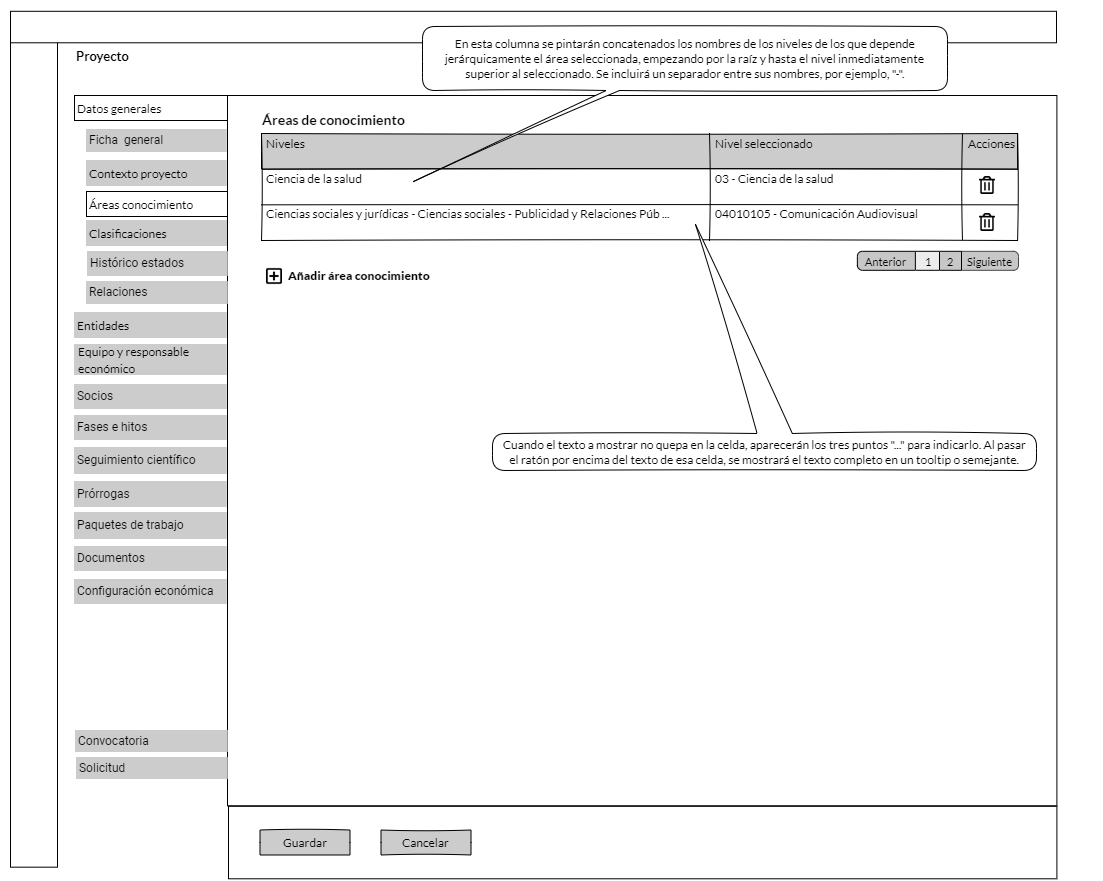 En esta columna se pintarán concatenados los nombres de los niveles de los que depende
jerárquicamente el área seleccionada, empezando por la raíz y hasta el nivel inmediatamente
superior al seleccionado. Se incluirá un separador entre sus nombres, por ejemplo, "-".
Proyecto
Datos generales
Ficha general
Contexto proyecto
Áreas conocimiento
Clasificaciones
Histórico estados
Relaciones
Entidades
Equipo y responsable
económico
Socios
Fases e hitos
Seguimiento científico
Prórrogas
Paquetes de trabajo
Documentos
Configuración económica
Convocatoria
Solicitud
Áreas de conocimiento
Niveles Nivel seleccionado Acciones
Ciencia de la salud 03 - Ciencia de la salud
Ciencias sociales y jurídicas - Ciencias sociales - Publicidad y Relaciones Púb ... 04010105 - Comunicación Audiovisual
Anterior 1 2 Siguiente
Añadir área conocimiento
Cuando el texto a mostrar no quepa en la celda, aparecerán los tres puntos "..." para indicarlo. Al pasar
el ratón por encima del texto de esa celda, se mostrará el texto completo en un tooltip o semejante.
Guardar Cancelar